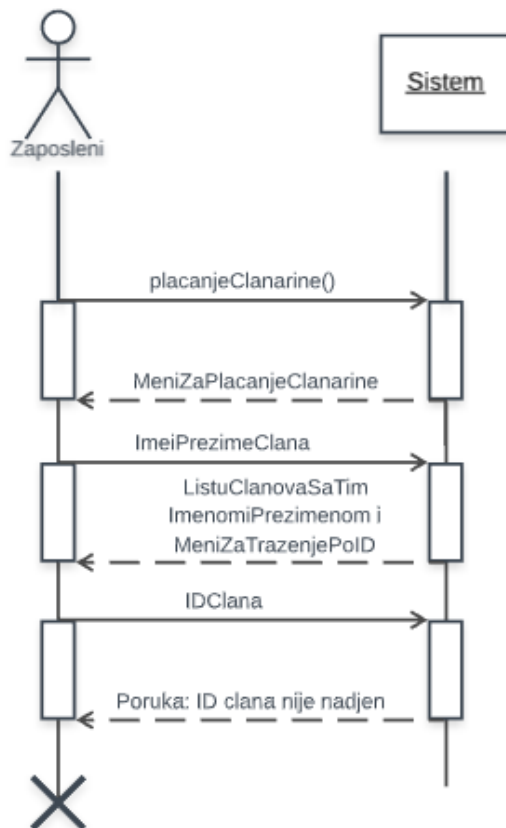 Zaposleni
Sistem
placanjeClanarine()
MeniZaPlacanjeClanarine
ImeiPrezimeClana
ListuClanovaSaTim
ImenomiPrezimenom i
MeniZaTrazenjePoID
IDClana
Poruka: ID clana nije nadjen